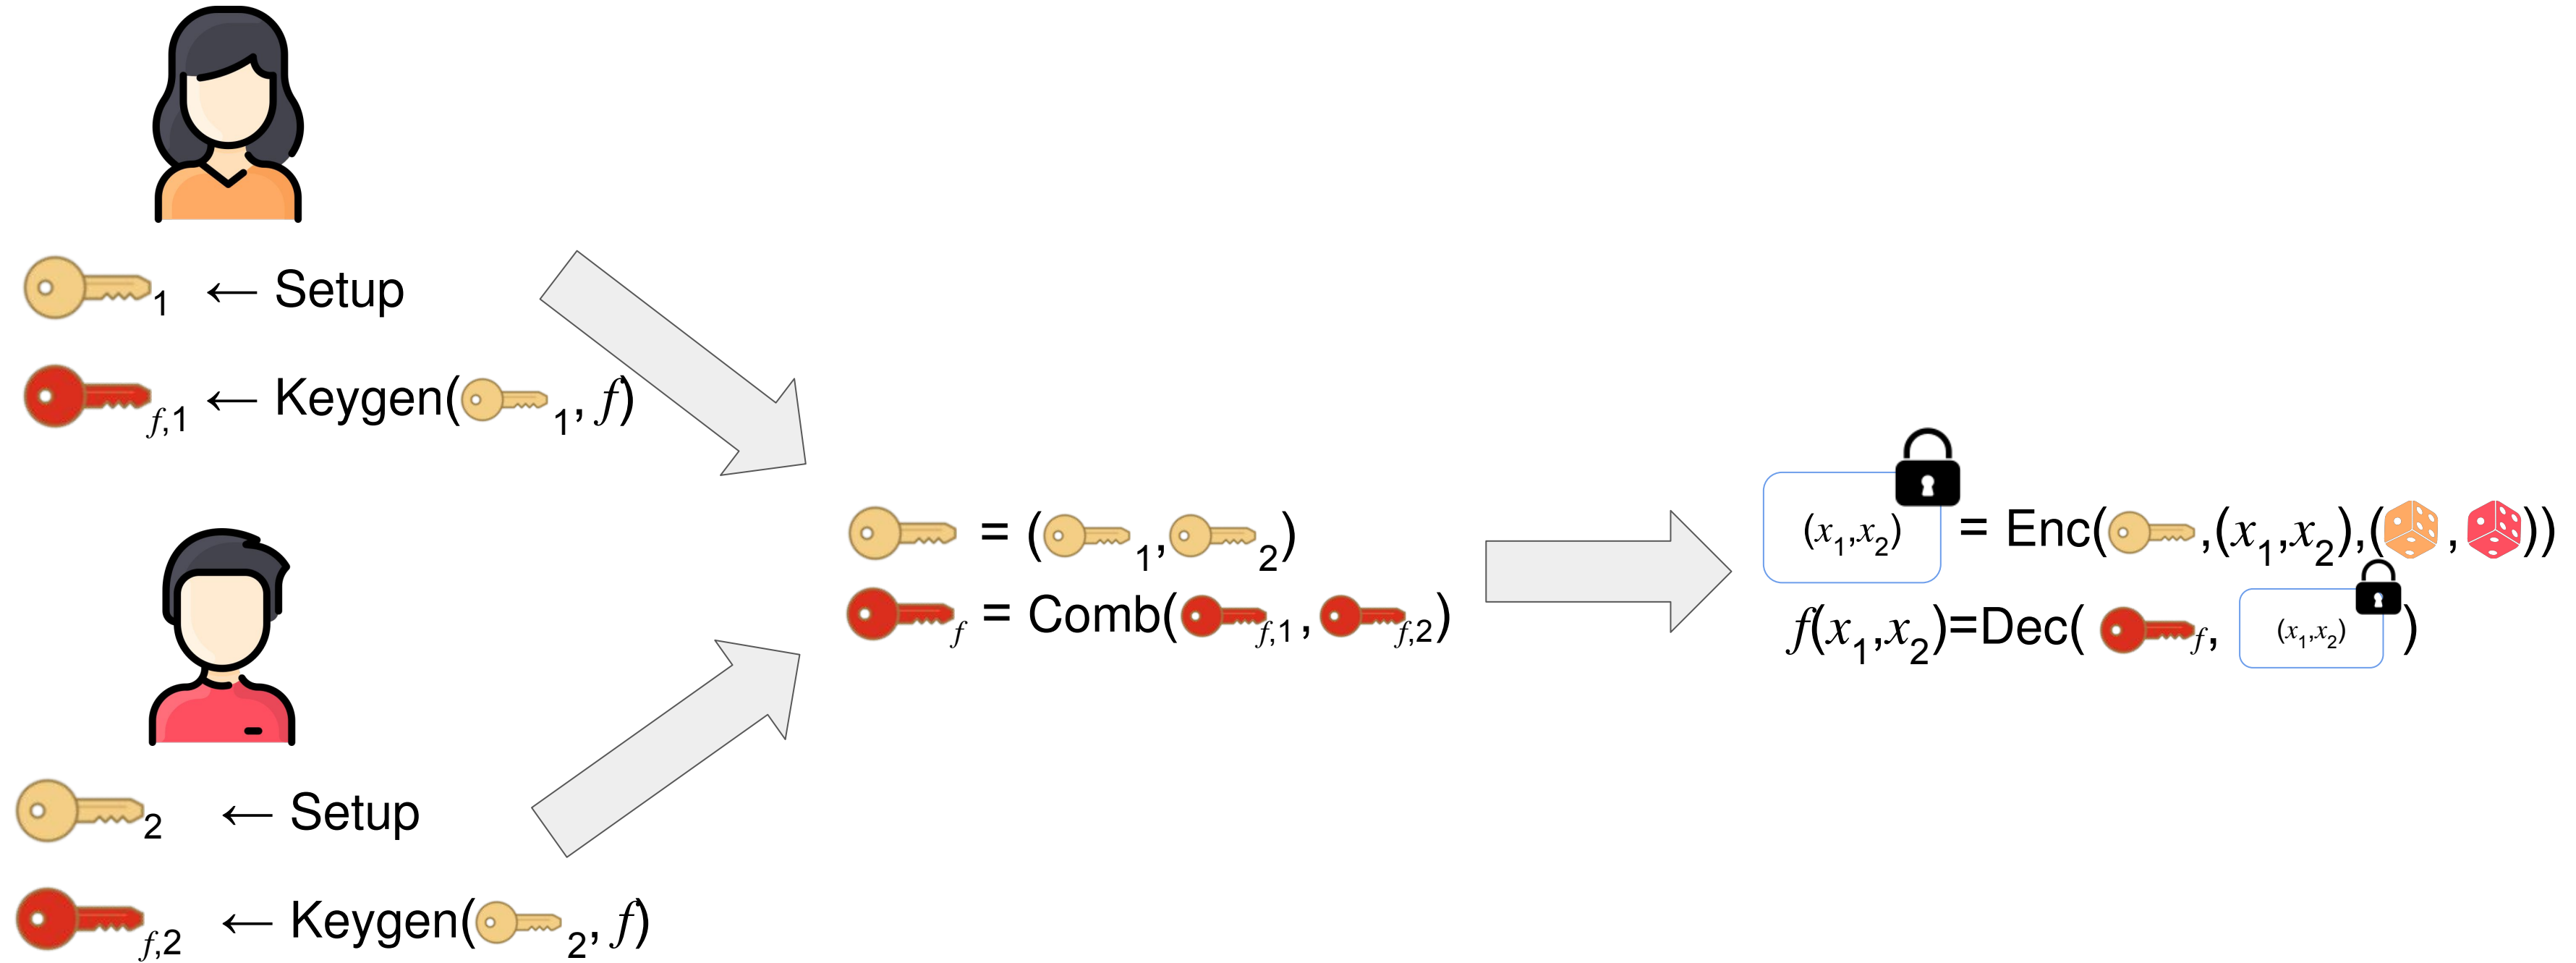 1 ← Setup
f,1 ← Keygen( 1, f)
2 ← Setup
f,2 ← Keygen( 2, f)
= ( 1, 2)
f = Comb( f,1, f,2)
(x1,x2) = Enc( ,(x1,x2),( , ))
f(x1,x2)=Dec( f, (x1,x2) )